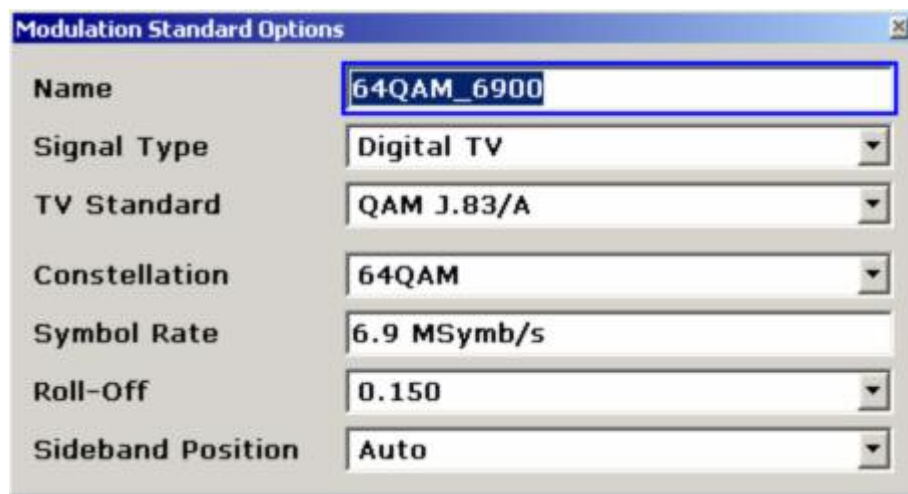 Modulation Standard Options
Name 64QAM_6900
Signal Type Digital TV
TV Standard QAM J.83/A
Constellation 64QAM
Symbol Rate 6.9 MSymb/s
Roll-Off 0.150
Sideband Position Auto